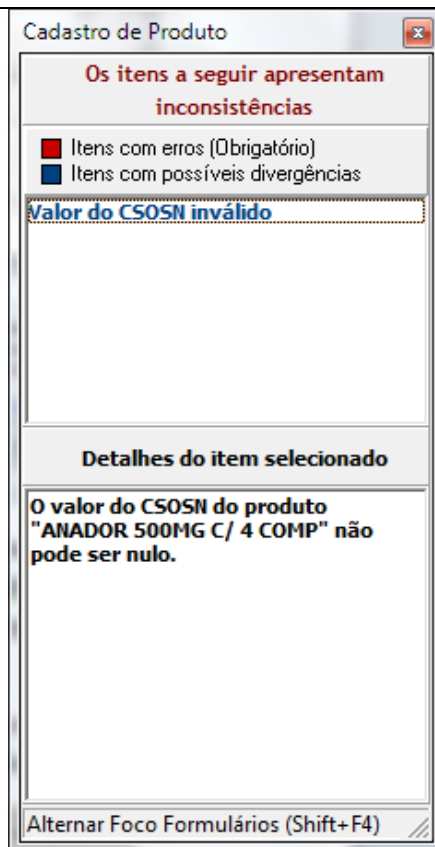 Cadastro de Produto
Os itens a seguir apresentam
inconsistências
Itens com erros (Obrigatório)
Itens com possíveis divergências
Valor do CSOSN inválido
Detalhes do item selecionado
O valor do CSOSN do produto
"ANADOR 500MG C/ 4 COMP" não
pode ser nulo.
Alternar Foco Formulários (Shift+F4)